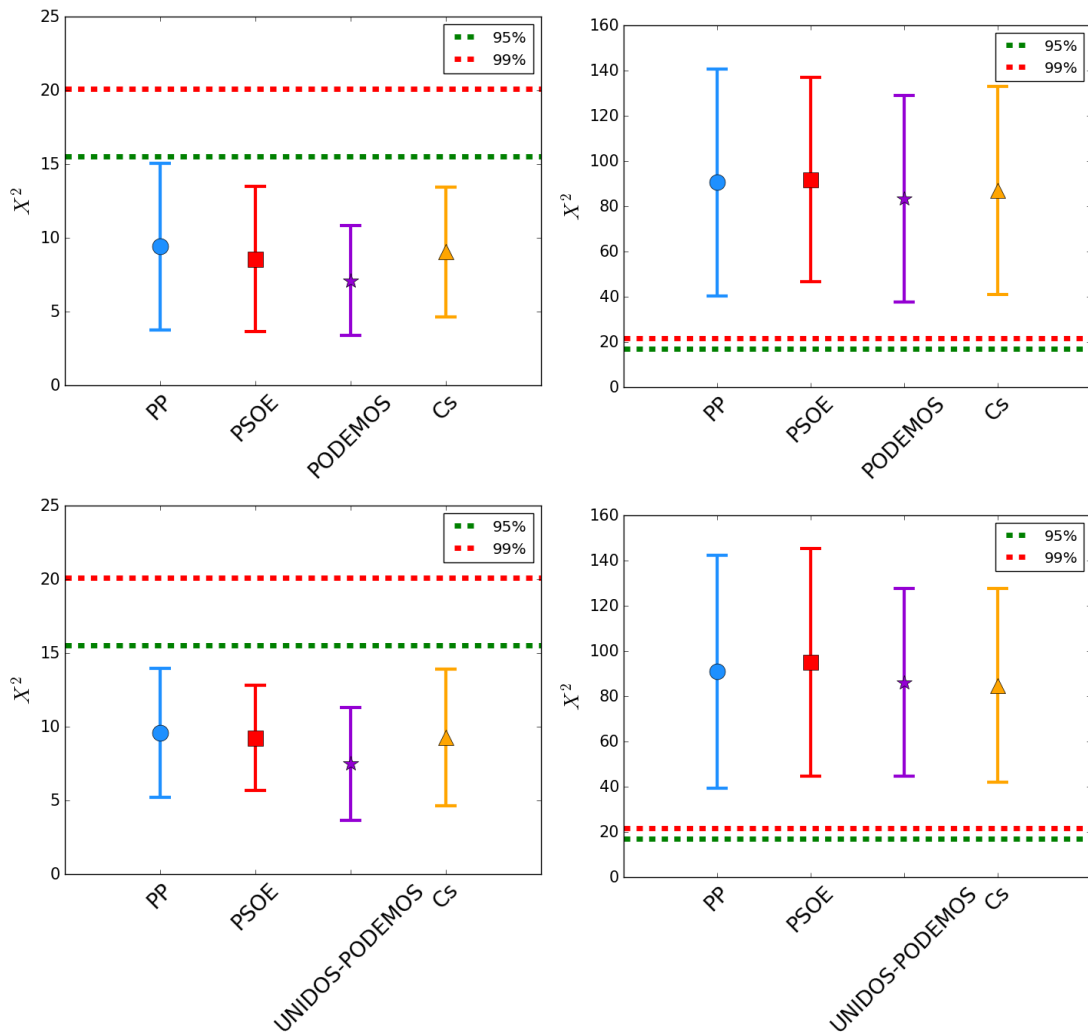 25
20
15
10
5
0
X²
95%
99%
PP
PSOE
PODEMOS
Cs
160
140
120
100
80
60
40
20
0
X²
95%
99%
PP
PSOE
PODEMOS
Cs
25
20
15
10
5
0
X²
95%
99%
PP
PSOE
UNIDOS-PODEMOS
Cs
160
140
120
100
80
60
40
20
0
X²
95%
99%
PP
PSOE
UNIDOS-PODEMOS
Cs